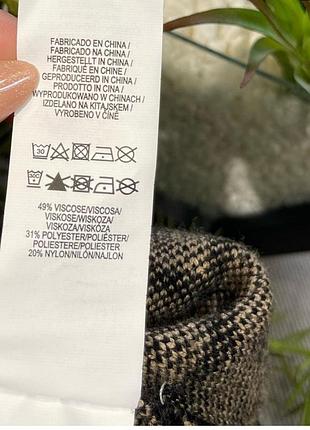 FABRICADO EN CHINA/
FABRICADO NA CHINA/
HERGESTELLT IN CHINA/
FABRIQUÉ EN CHINE/
GEPRODUCEERD IN CHINA/
PRODOTTO IN CINA/
WYPRODUKOWANO W CHINACH/
IZDELANO NA KITAJSKEM/
VYROBENO V ČÍNĚ
49% VISCOSE/VISCOSA/
VISKOSE/WISKOZA/
VISKOZA/VISKÓZA
31% POLYESTER/POLIÉSTER/
POLIESTER/POLYESTER
20% NYLON/NILÓN/NAJLON